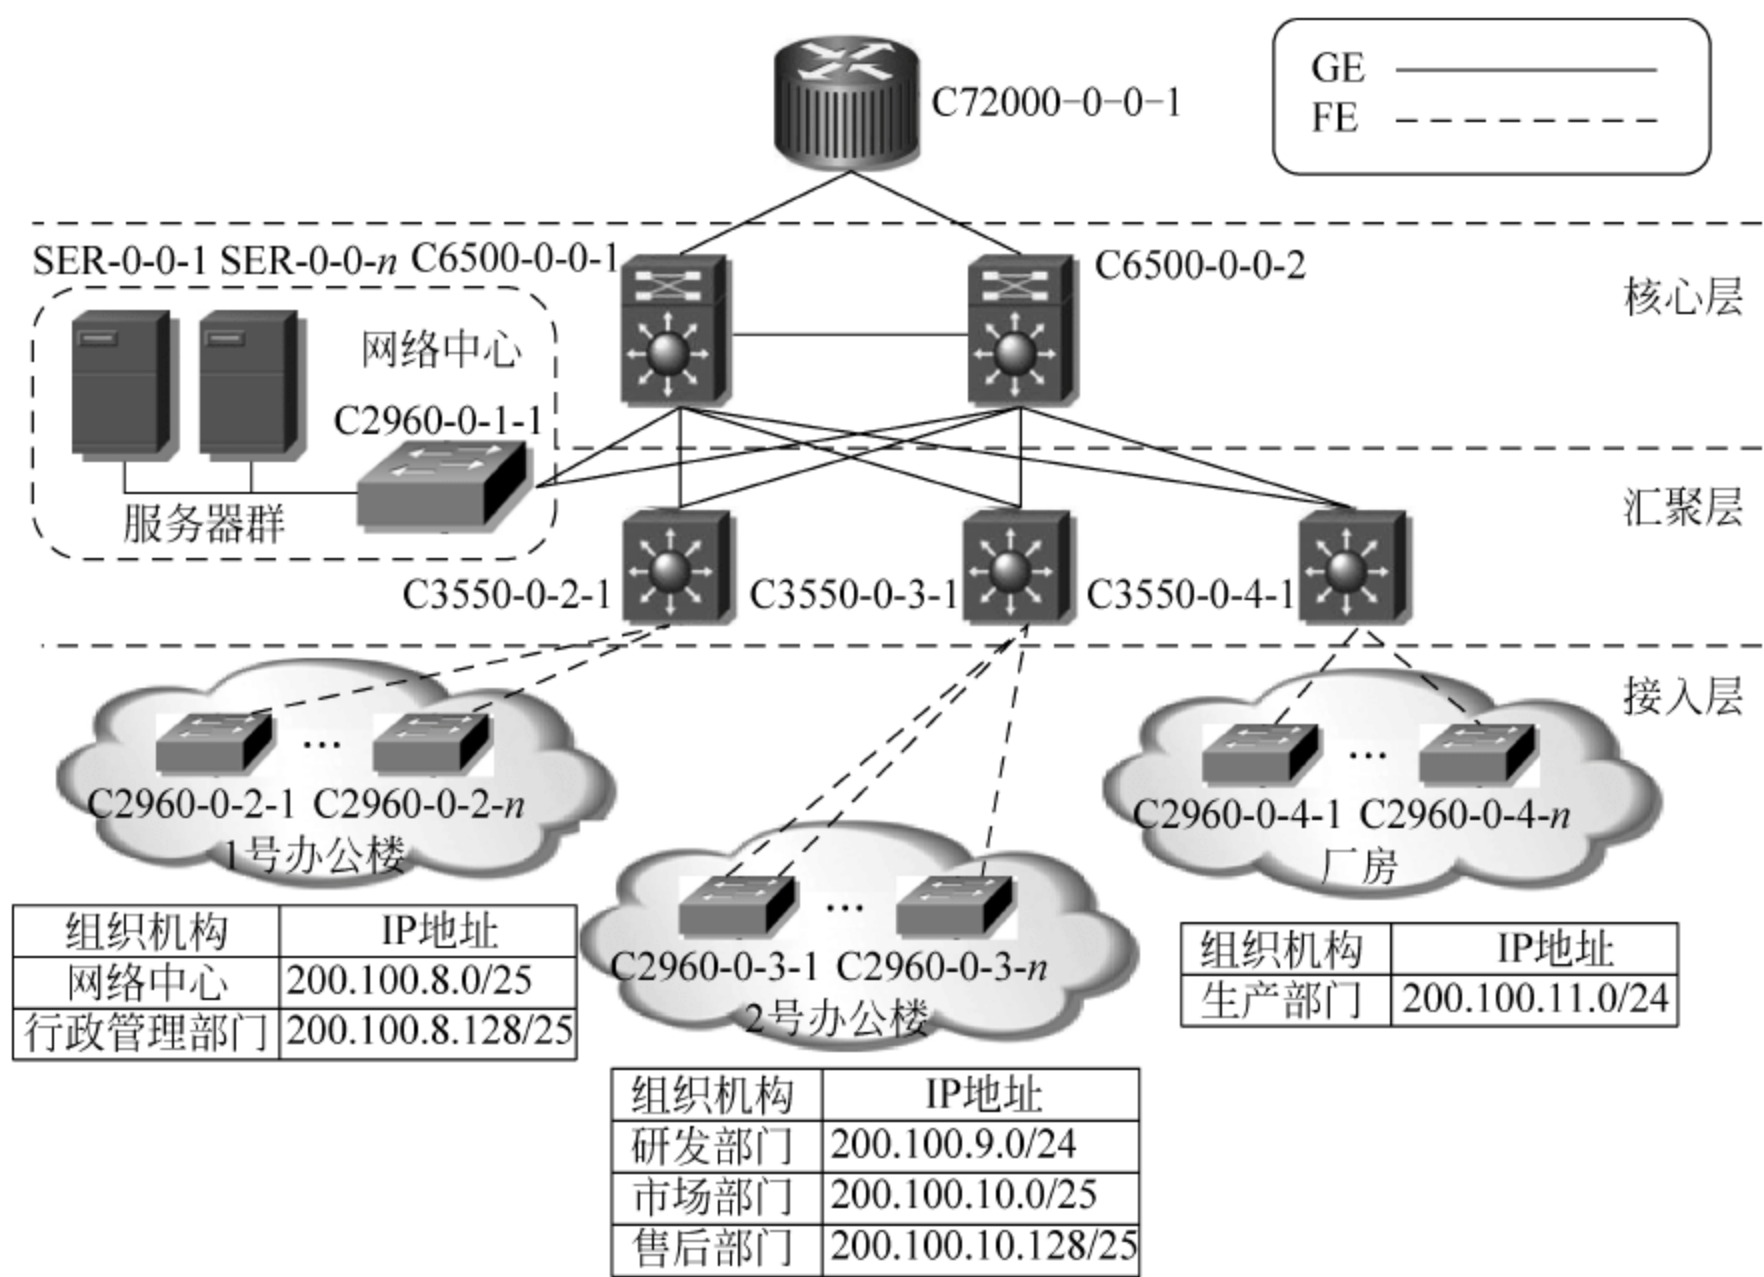 GE
FE
C72000-0-0-1
SER-0-0-1 SER-0-0-n C6500-0-0-1
C6500-0-0-2
核心层
网络中心
C2960-0-1-1
服务器群
汇聚层
C3550-0-2-1
C3550-0-3-1
C3550-0-4-1
接入层
...
C2960-0-2-1 C2960-0-2-n
1号办公楼
...
C2960-0-4-1 C2960-0-4-n
厂房
...
C2960-0-3-1 C2960-0-3-n
2号办公楼
组织机构 IP地址
网络中心 200.100.8.0/25
行政管理部门 200.100.8.128/25
组织机构 IP地址
生产部门 200.100.11.0/24
组织机构 IP地址
研发部门 200.100.9.0/24
市场部门 200.100.10.0/25
售后部门 200.100.10.128/25